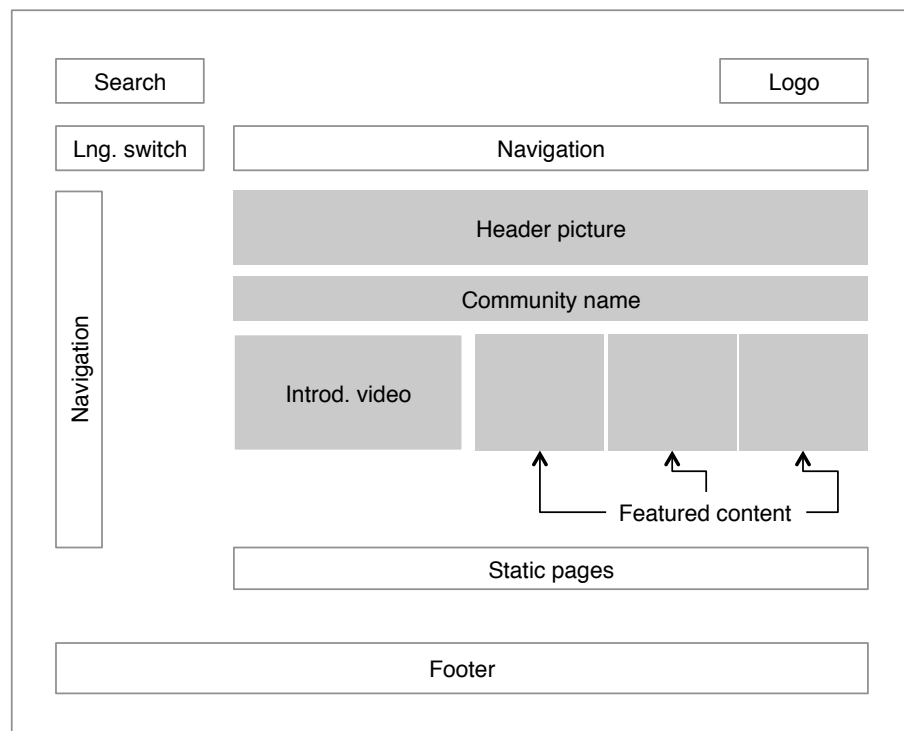 Search
Logo
Lng. switch
Navigation
Header picture
Community name
Navigation
Introd. video
Featured content
Static pages
Footer